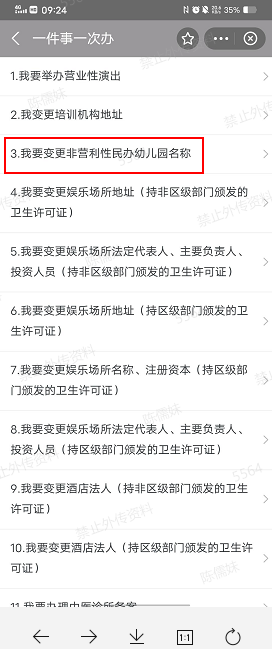 4G HD 09:24 35%
一件事一次办
1.我要举办营业性演出
2.我变更培训机构地址
3.我要变更非营利性民办幼儿园名称
4.我要变更娱乐场所地址（持非区级部门颁发的
卫生许可证）
5.我要变更娱乐场所法定代表人、主要负责人、
投资人员（持非区级部门颁发的卫生许可证）
6.我要变更娱乐场所地址（持区级部门颁发的卫
生许可证）
7.我要变更娱乐场所名称、注册资本（持区级部
门颁发的卫生许可证）
8.我要变更娱乐场所法定代表人、主要负责人、
投资人员（持区级部门颁发的卫生许可证）
9.我要变更酒店法人（持非区级部门颁发的卫生
许可证）
10.我要变更酒店法人（持区级部门颁发的卫生许
可证）
11.我要办理中医诊所备案
1:1
禁止外传资料
陈儒妹
5564